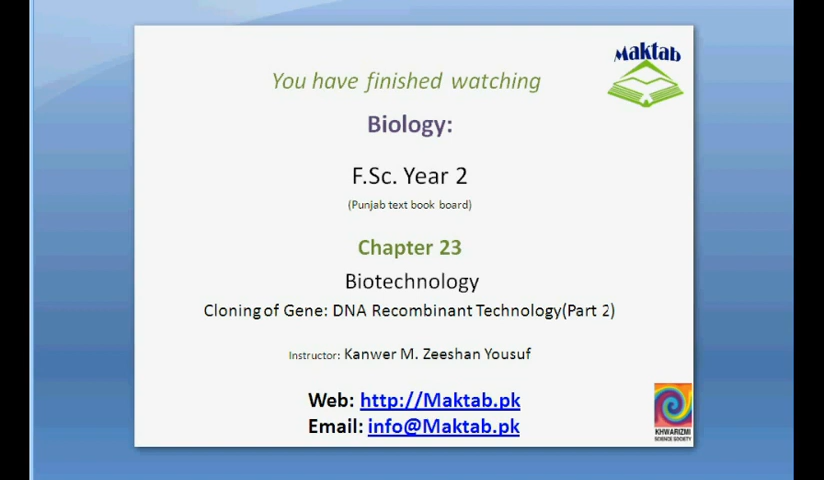 Maktab
You have finished watching
Biology:
F.Sc. Year 2
(Punjab text book board)
Chapter 23
Biotechnology
Cloning of Gene: DNA Recombinant Technology(Part 2)
Instructor: Kanwer M. Zeeshan Yousuf
Web: http://Maktab.pk
Email: info@Maktab.pk
KHWARIZMI
SCIENCE SOCIETY